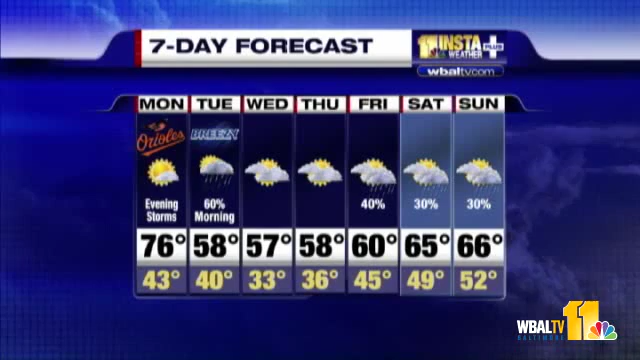 7-DAY FORECAST
11 INSTA
WEATHER PLUS
wbaltv.com
MON TUE WED THU FRI SAT SUN
Orioles BREEZY
Evening Storms 60% Morning 40% 30% 30%
76° 58° 57° 58° 60° 65° 66°
43° 40° 33° 36° 45° 49° 52°
WBALTV 11
BALTIMORE